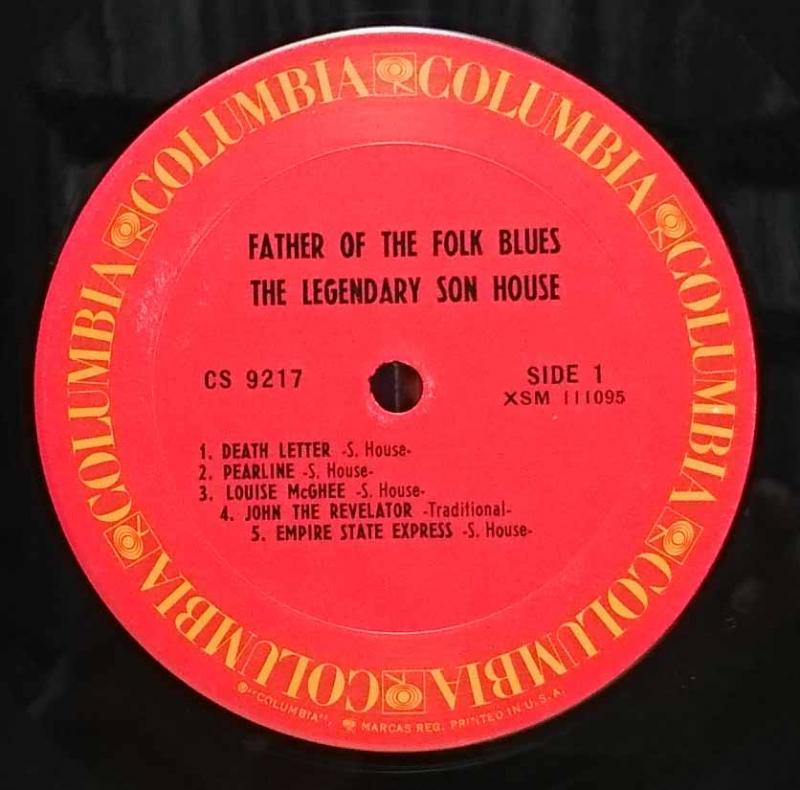 COLUMBIA COLUMBIA COLUMBIA COLUMBIA COLUMBIA COLUMBIA COLUMBIA COLUMBIA
FATHER OF THE FOLK BLUES
THE LEGENDARY SON HOUSE
CS 9217
SIDE 1
XSM 111095
1. DEATH LETTER -S. House-
2. PEARLINE -S. House-
3. LOUISE McGHEE -S. House-
4. JOHN THE REVELATOR -Traditional-
5. EMPIRE STATE EXPRESS -S. House-
®"COLUMBIA", MARCAS REG. PRINTED IN U.S.A.